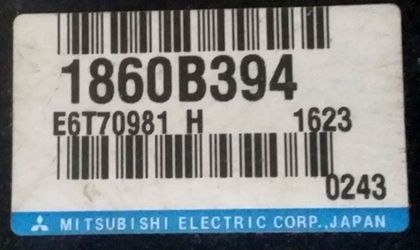 1860B394
E6T70981 H 1623
0243
MITSUBISHI ELECTRIC CORP.,JAPAN